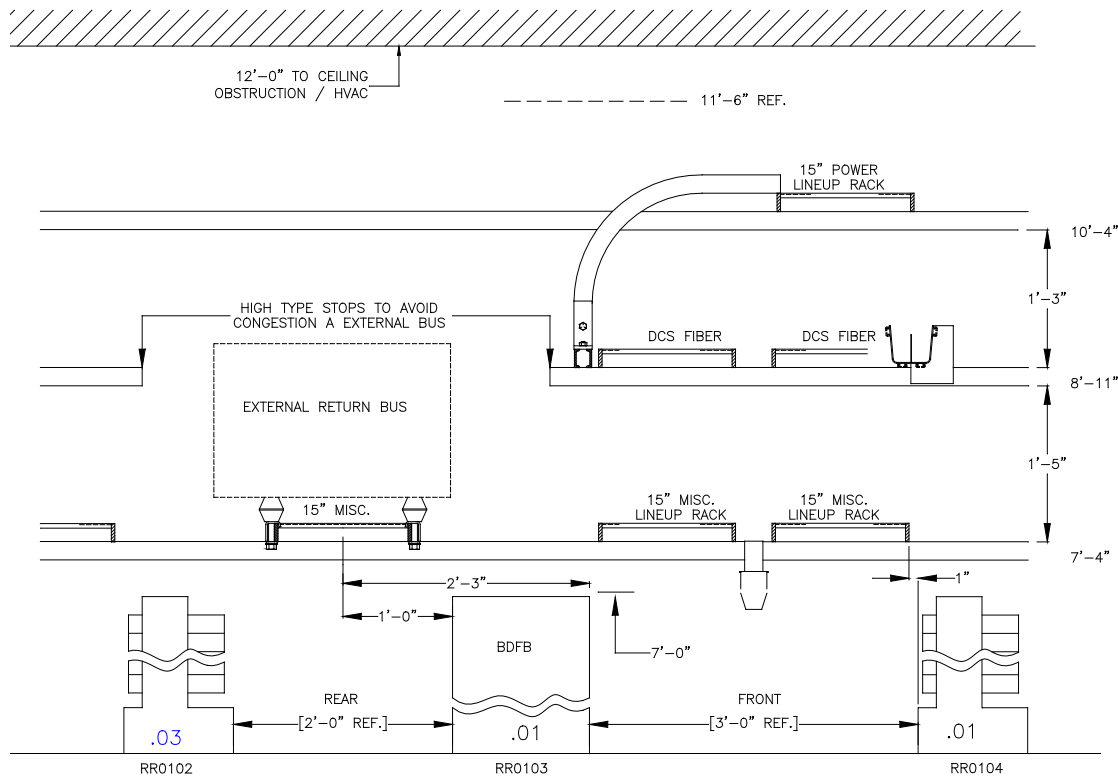 12'-0" TO CEILING
OBSTRUCTION / HVAC
11'-6" REF.
15" POWER
LINEUP RACK
10'-4"
1'-3"
HIGH TYPE STOPS TO AVOID
CONGESTION A EXTERNAL BUS
DCS FIBER
DCS FIBER
8'-11"
EXTERNAL RETURN BUS
1'-5"
15" MISC.
15" MISC.
LINEUP RACK
15" MISC.
LINEUP RACK
7'-4"
2'-3"
1"
1'-0"
BDFB
7'-0"
REAR
[2'-0" REF.]
FRONT
[3'-0" REF.]
.03
.01
.01
RR0102
RR0103
RR0104